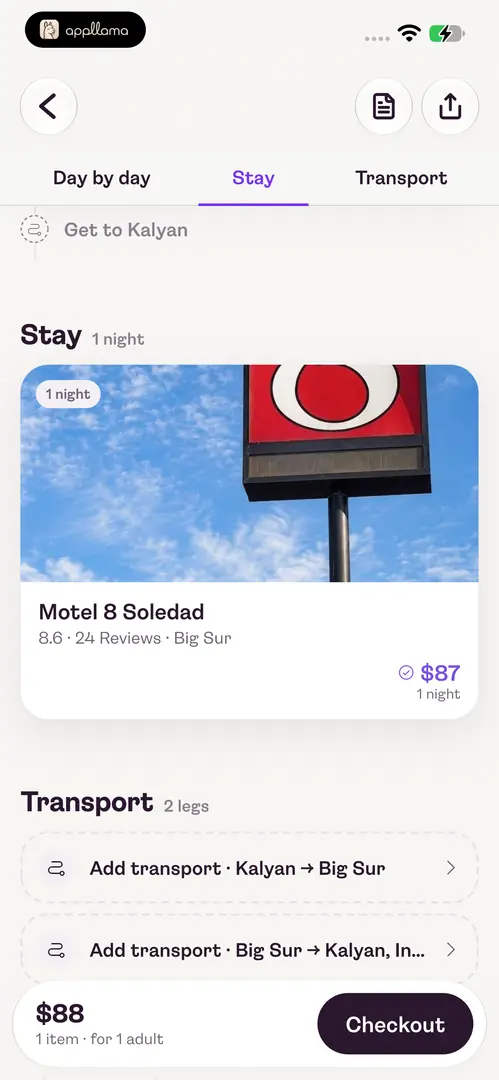 appllama
Day by day
Stay
Transport
Get to Kalyan
Stay 1 night
1 night
8
Motel 8 Soledad
8.6 · 24 Reviews · Big Sur
$87
1 night
Transport 2 legs
Add transport · Kalyan → Big Sur
Add transport · Big Sur → Kalyan, In...
$88
1 item · for 1 adult
Checkout